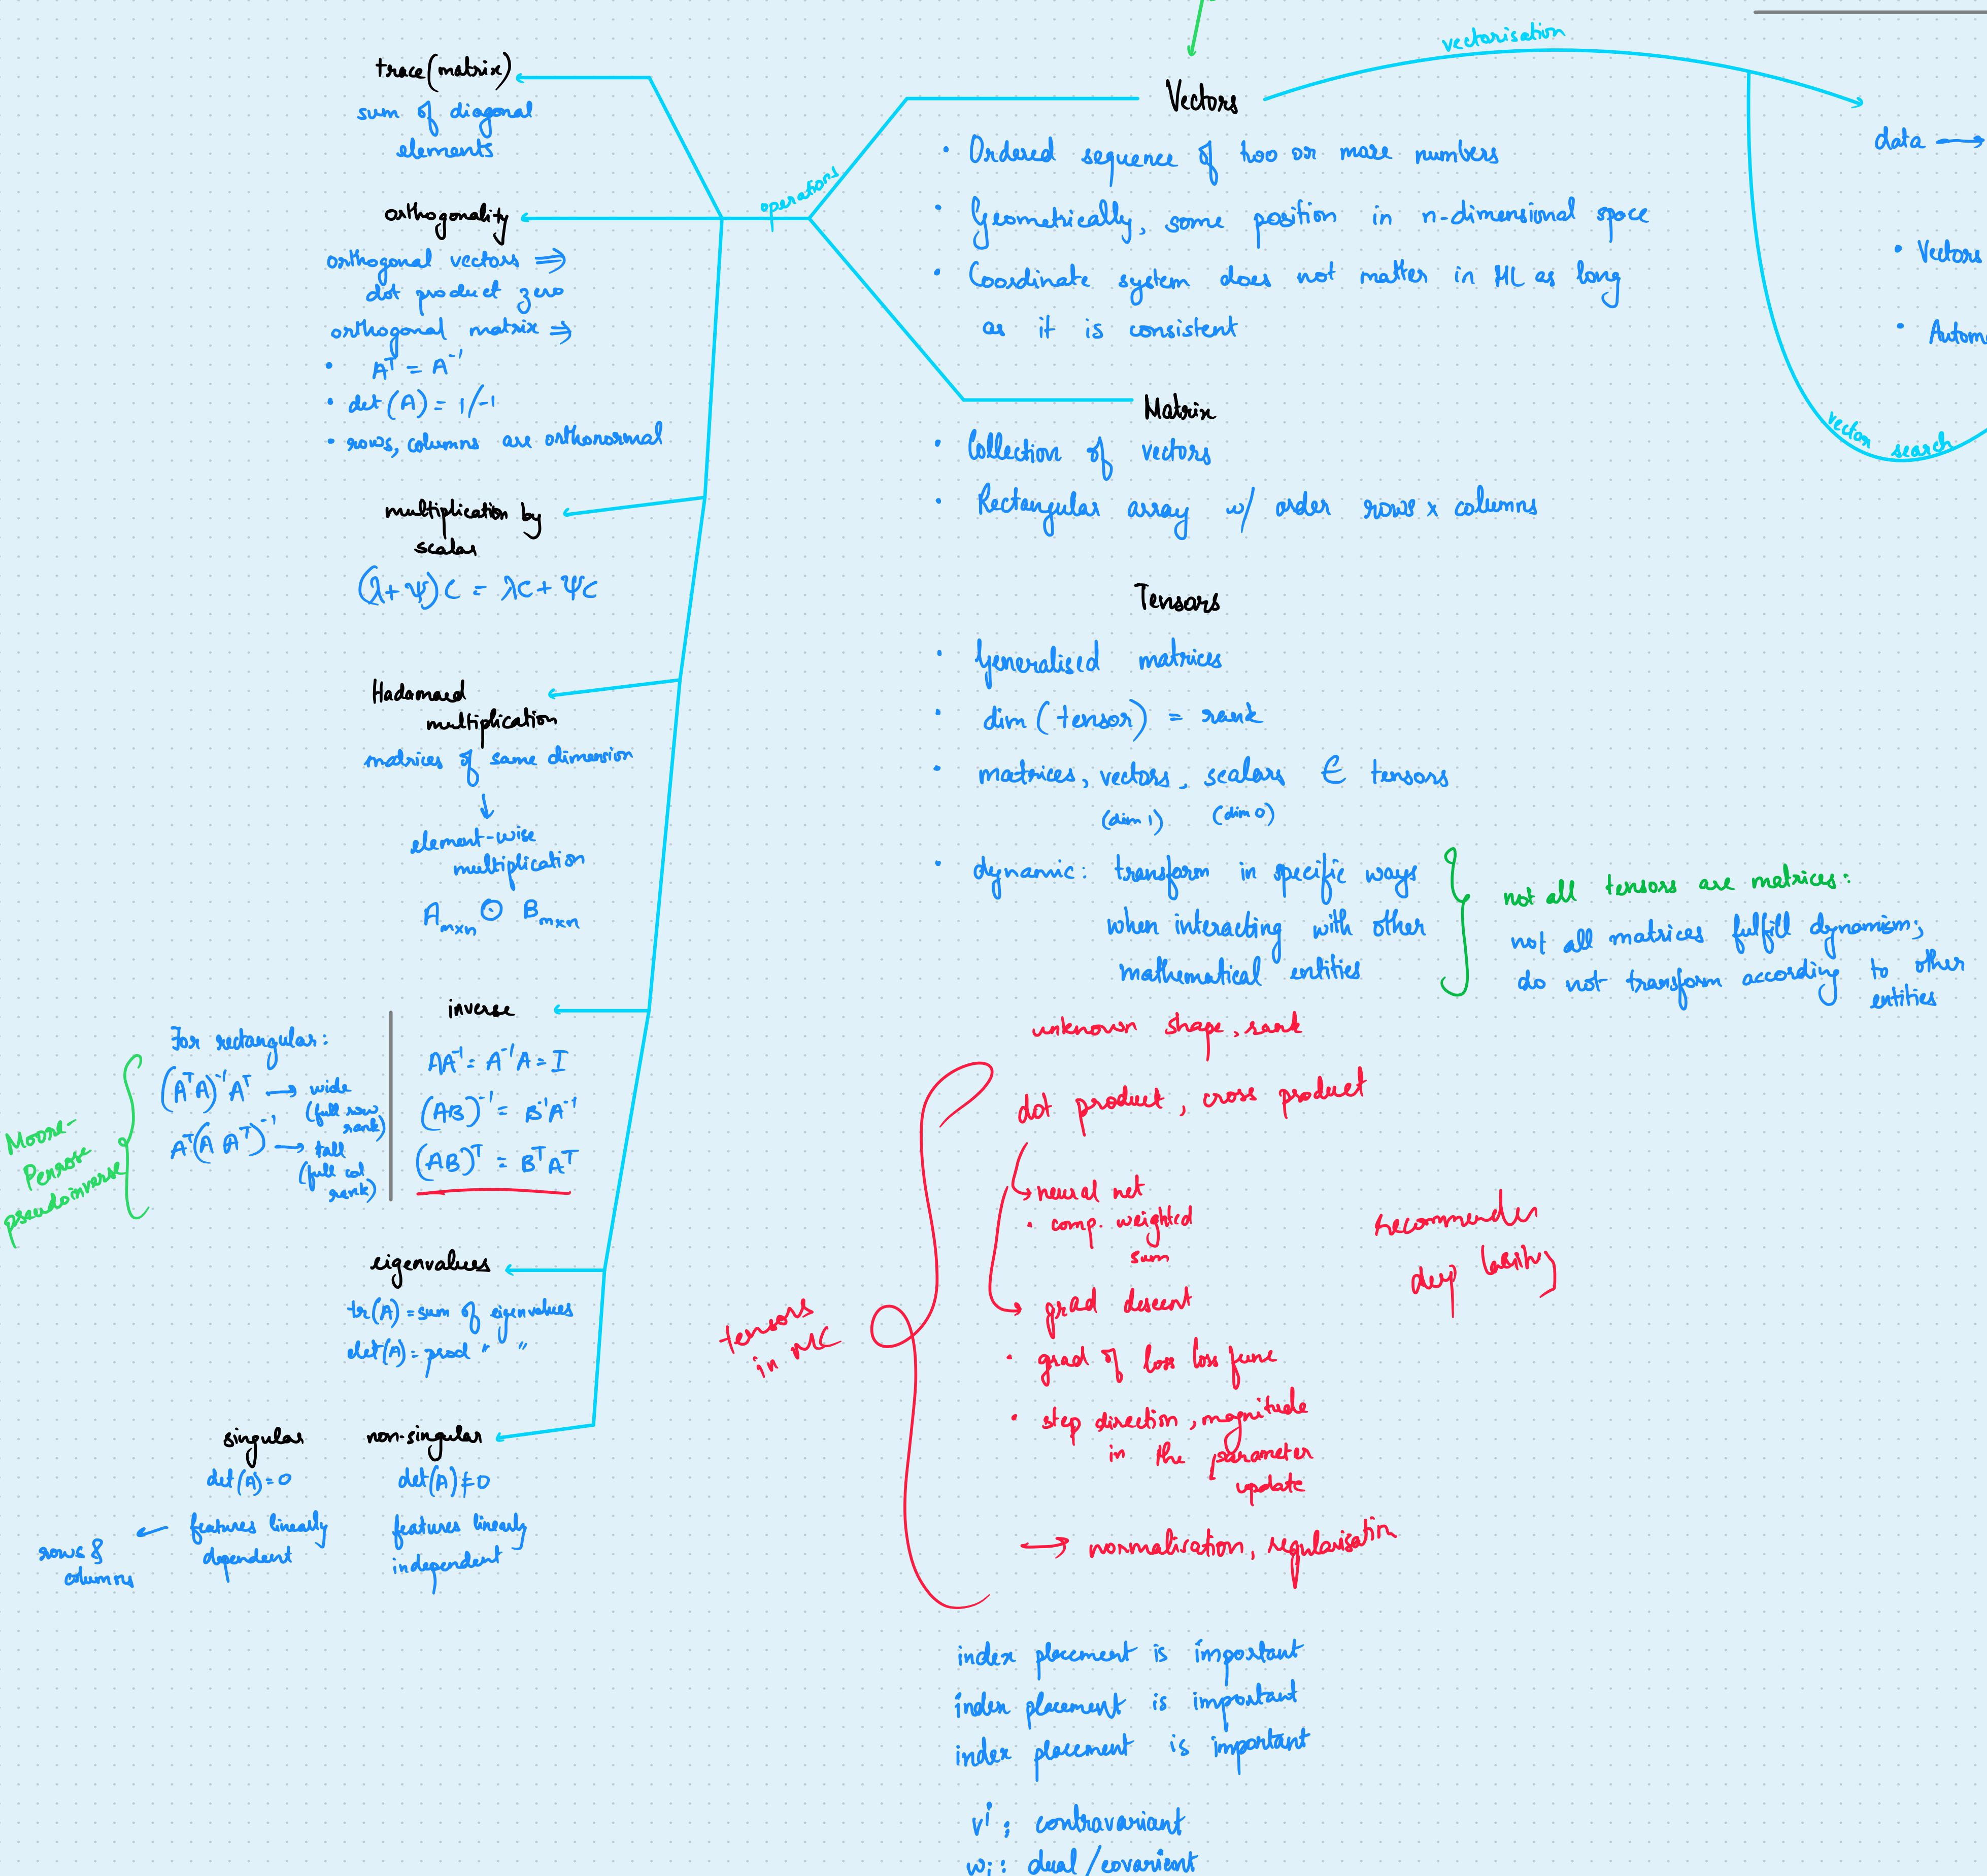 trace(matrix)
sum of diagonal
elements
orthogonality
orthogonal vectors ⇒
dot product zero
orthogonal matrix ⇒
• Aᵀ = A⁻¹
• det(A) = 1/-1
• rows, columns are orthonormal
multiplication by
scalar
(λ+ψ)C = λC + ψC
Hadamard
multiplication
matrices of same dimension
↓
element-wise
multiplication
Aₘₓₙ ⊙ Bₘₓₙ
inverse
AA⁻¹ = A⁻¹A = I
(AB)⁻¹ = B⁻¹A⁻¹
(AB)ᵀ = BᵀAᵀ
For rectangular:
(AᵀA)⁻¹Aᵀ → wide
(full row
rank)
Aᵀ(A Aᵀ)⁻¹ → tall
(full col
rank)
Moore-
Penrose
pseudoinverse
eigenvalues
tr(A) = sum of eigenvalues
det(A) = prod " "
singular
det(A) = 0
features linearly
dependent
rows &
columns
non-singular
det(A) ≠ 0
features linearly
independent
operations
Vectors
• Ordered sequence of two or more numbers
• Geometrically, some position in n-dimensional space
• Coordinate system does not matter in ML as long
as it is consistent
Matrix
• Collection of vectors
• Rectangular array w/ order rows x columns
Tensors
• Generalised matrices
• dim(tensor) = rank
• matrices, vectors, scalars ∈ tensors
(dim 1) (dim 0)
• dynamic: transform in specific ways
when interacting with other
mathematical entities
not all tensors are matrices:
not all matrices fulfill dynamism;
do not transform according to other
entities
unknown shape, rank
dot product, cross product
neural net
• comp. weighted
sum
grad descent
• grad of loss loss func
• step direction, magnitude
in the parameter
update
→ normalisation, regularisation
tensors
in ML
recommender
index placement is important
index placement is important
index placement is important
vⁱ: contravariant
wᵢ: dual/covariant
vectorisation
data →
• Vectors
vector search